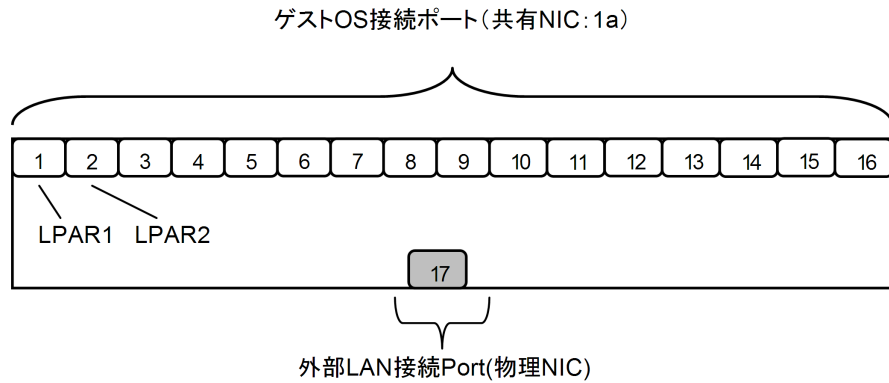 ゲストOS接続ポート(共有NIC:1a)
1 2 3 4 5 6 7 8 9 10 11 12 13 14 15 16
LPAR1 LPAR2
17
外部LAN接続Port(物理NIC)